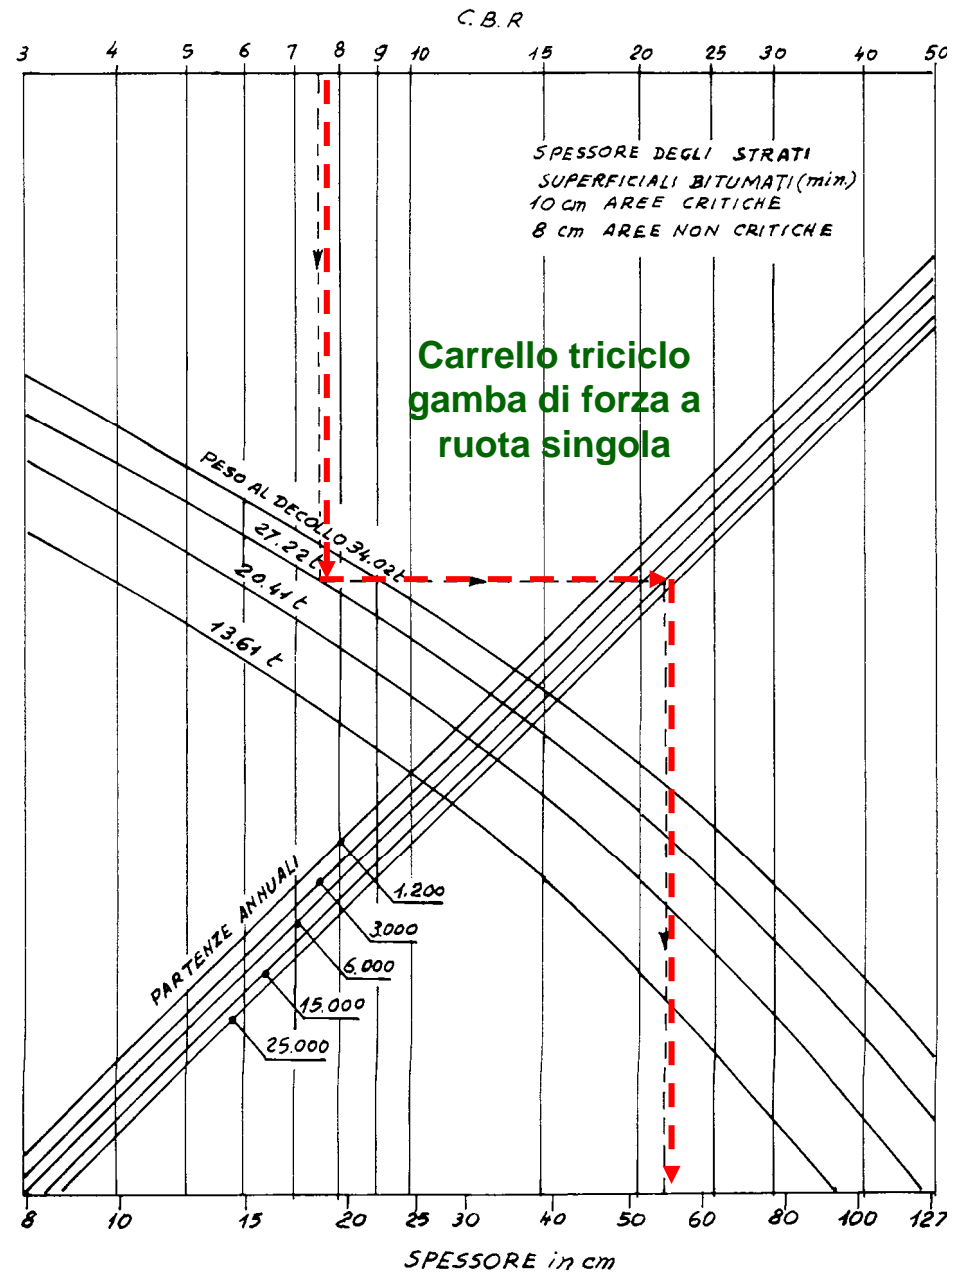 C.B.R
3 4 5 6 7 8 9 10 15 20 25 30 40 50
SPESSORE DEGLI STRATI
SUPERFICIALI BITUMATI (min.)
10 cm AREE CRITICHE
8 cm AREE NON CRITICHE
Carrello triciclo
gamba di forza a
ruota singola
PESO AL DECOLLO 34.02t
27.22 t
20.41 t
13.61 t
PARTENZE ANNUALI
1.200
3.000
6.000
15.000
25.000
8 10 15 20 25 30 40 50 60 80 100 127
SPESSORE in cm